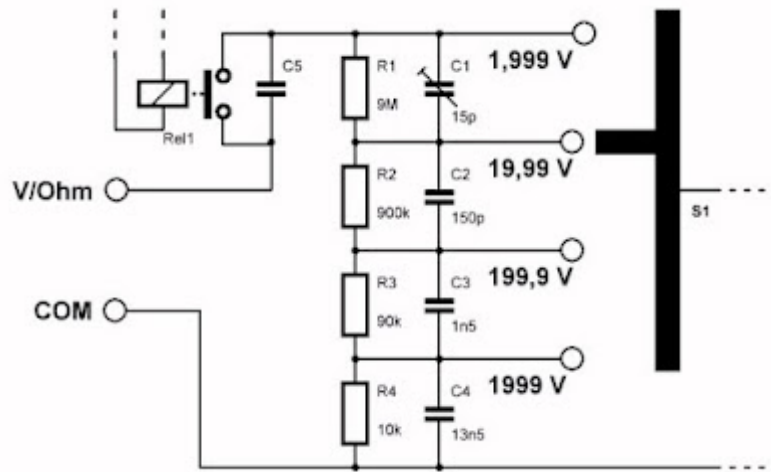 C5
R1
9M
C1
15p
1,999 V
Rel1
V/Ohm
R2
900k
C2
150p
19,99 V
S1
COM
R3
90k
C3
1n5
199,9 V
R4
10k
C4
13n5
1999 V